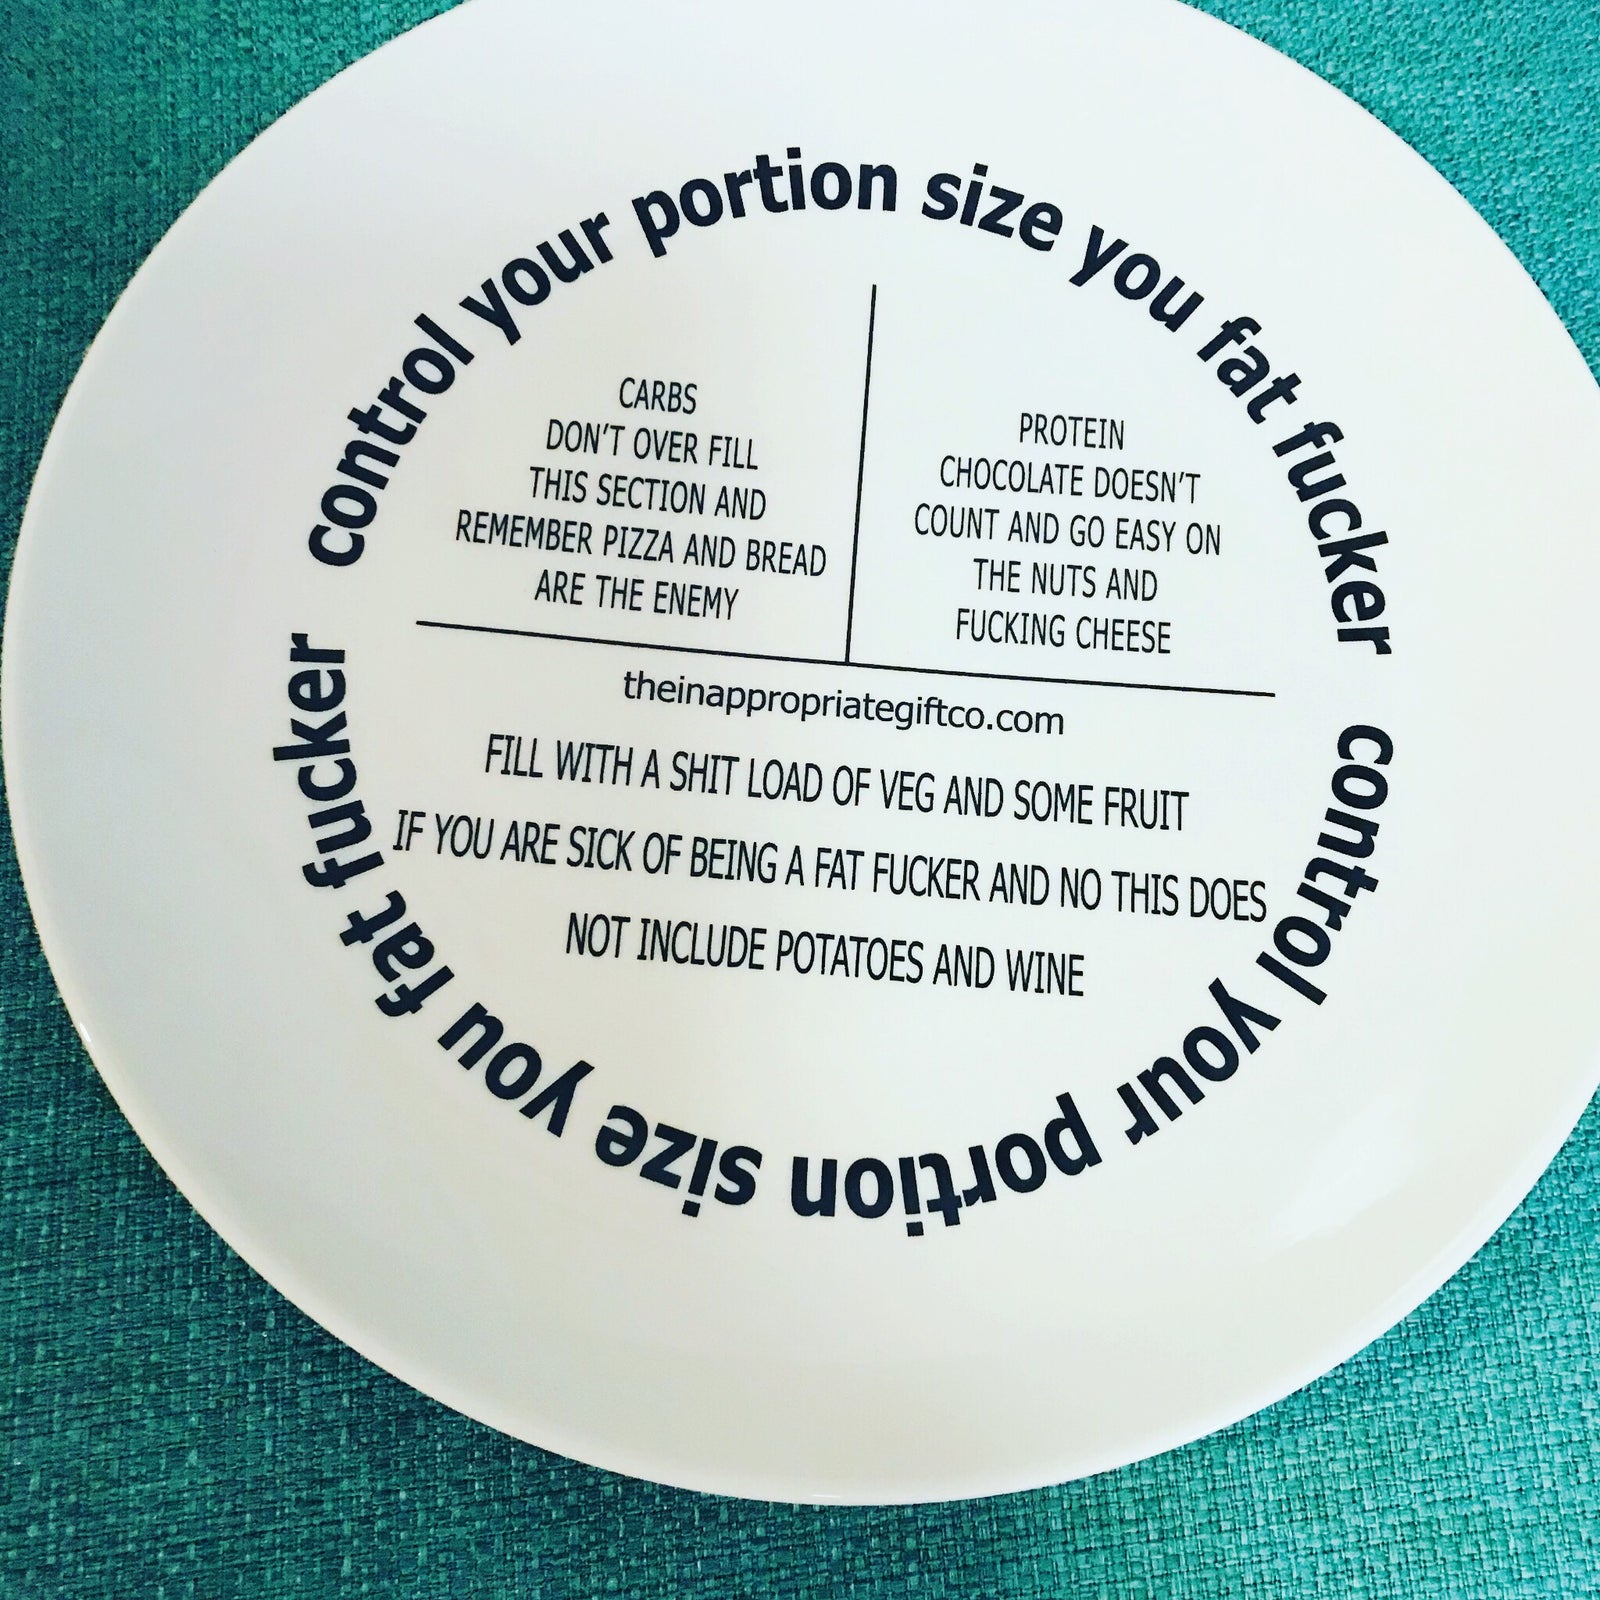 control your portion size you fat fucker
CARBS
DON'T OVER FILL
THIS SECTION AND
REMEMBER PIZZA AND BREAD
ARE THE ENEMY
PROTEIN
CHOCOLATE DOESN'T
COUNT AND GO EASY ON
THE NUTS AND
FUCKING CHEESE
theinappropriategiftco.com
FILL WITH A SHIT LOAD OF VEG AND SOME FRUIT
IF YOU ARE SICK OF BEING A FAT FUCKER AND NO THIS DOES
NOT INCLUDE POTATOES AND WINE
control your portion size you fat fucker